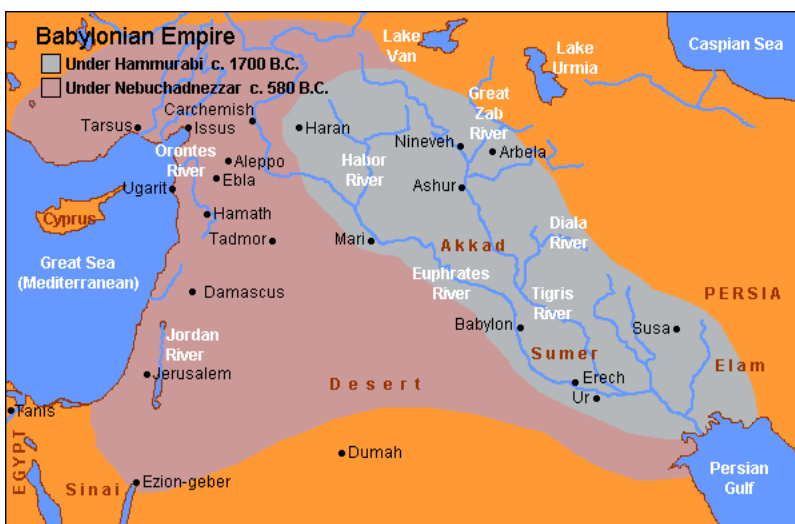 Babylonian Empire
Under Hammurabi c. 1700 B.C.
Under Nebuchadnezzar c. 580 B.C.
Lake
Van
Lake
Urmia
Caspian Sea
Carchemish
Tarsus
Issus
Haran
Great
Zab
River
Nineveh
Arbela
Orontes
River
Aleppo
Ebla
Habor
River
Ugarit
Ashur
Cyprus
Hamath
Tadmor
Mari
Akkad
Diala
River
Great Sea
(Mediterranean)
Euphrates
River
Damascus
Tigris
River
PERSIA
Babylon
Susa
Jordan
River
Sumer
Elam
Jerusalem
Desert
Erech
Ur
Tanis
EGYPT
Dumah
Sinai
Ezion-geber
Persian
Gulf